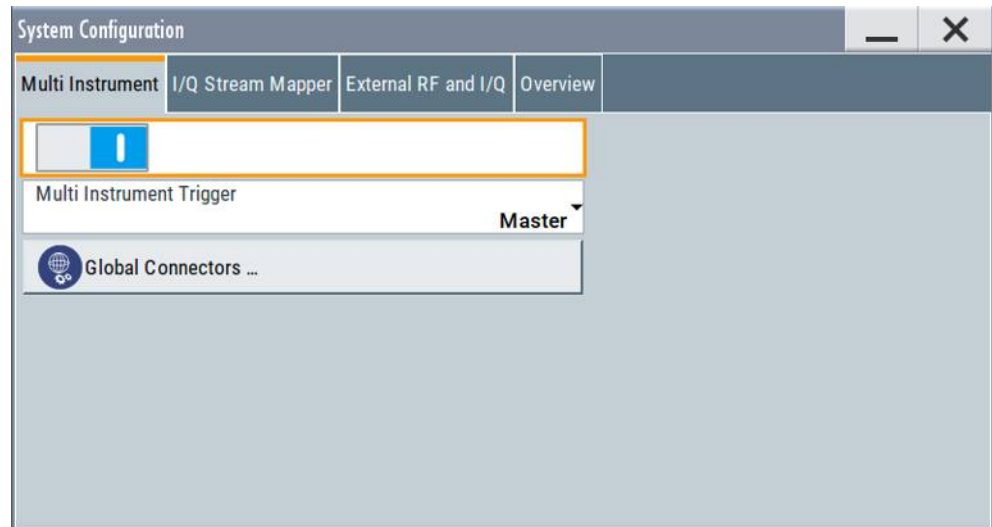 System Configuration
Multi Instrument I/Q Stream Mapper External RF and I/Q Overview
Multi Instrument Trigger
Master
Global Connectors ...